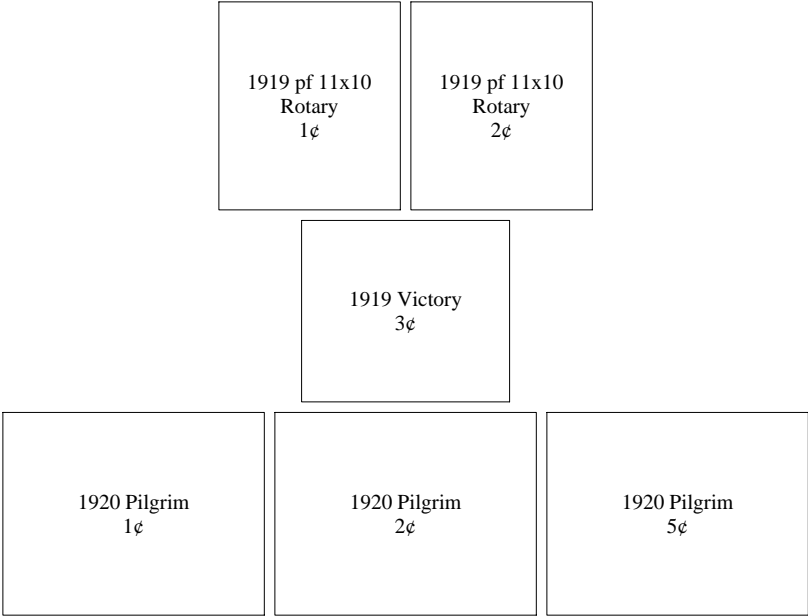 1919 pf 11x10
Rotary
1¢
1919 pf 11x10
Rotary
2¢
1919 Victory
3¢
1920 Pilgrim
1¢
1920 Pilgrim
2¢
1920 Pilgrim
5¢